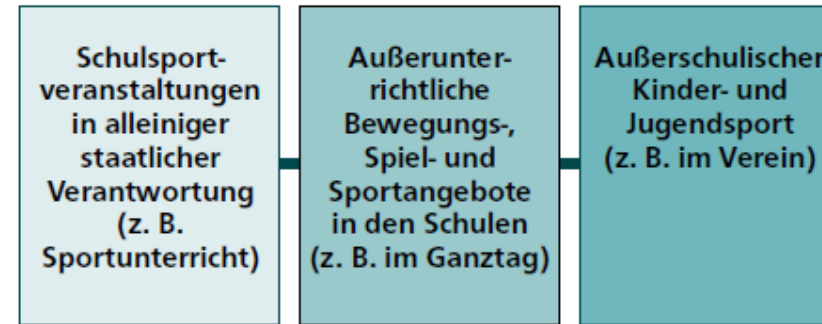 Schulsport-
veranstaltungen
in alleiniger
staatlicher
Verantwortung
(z. B.
Sportunterricht)
Außerunter-
richtliche
Bewegungs-,
Spiel- und
Sportangebote
in den Schulen
(z. B. im Ganztag)
Außerschulischer
Kinder- und
Jugendsport
(z. B. im Verein)